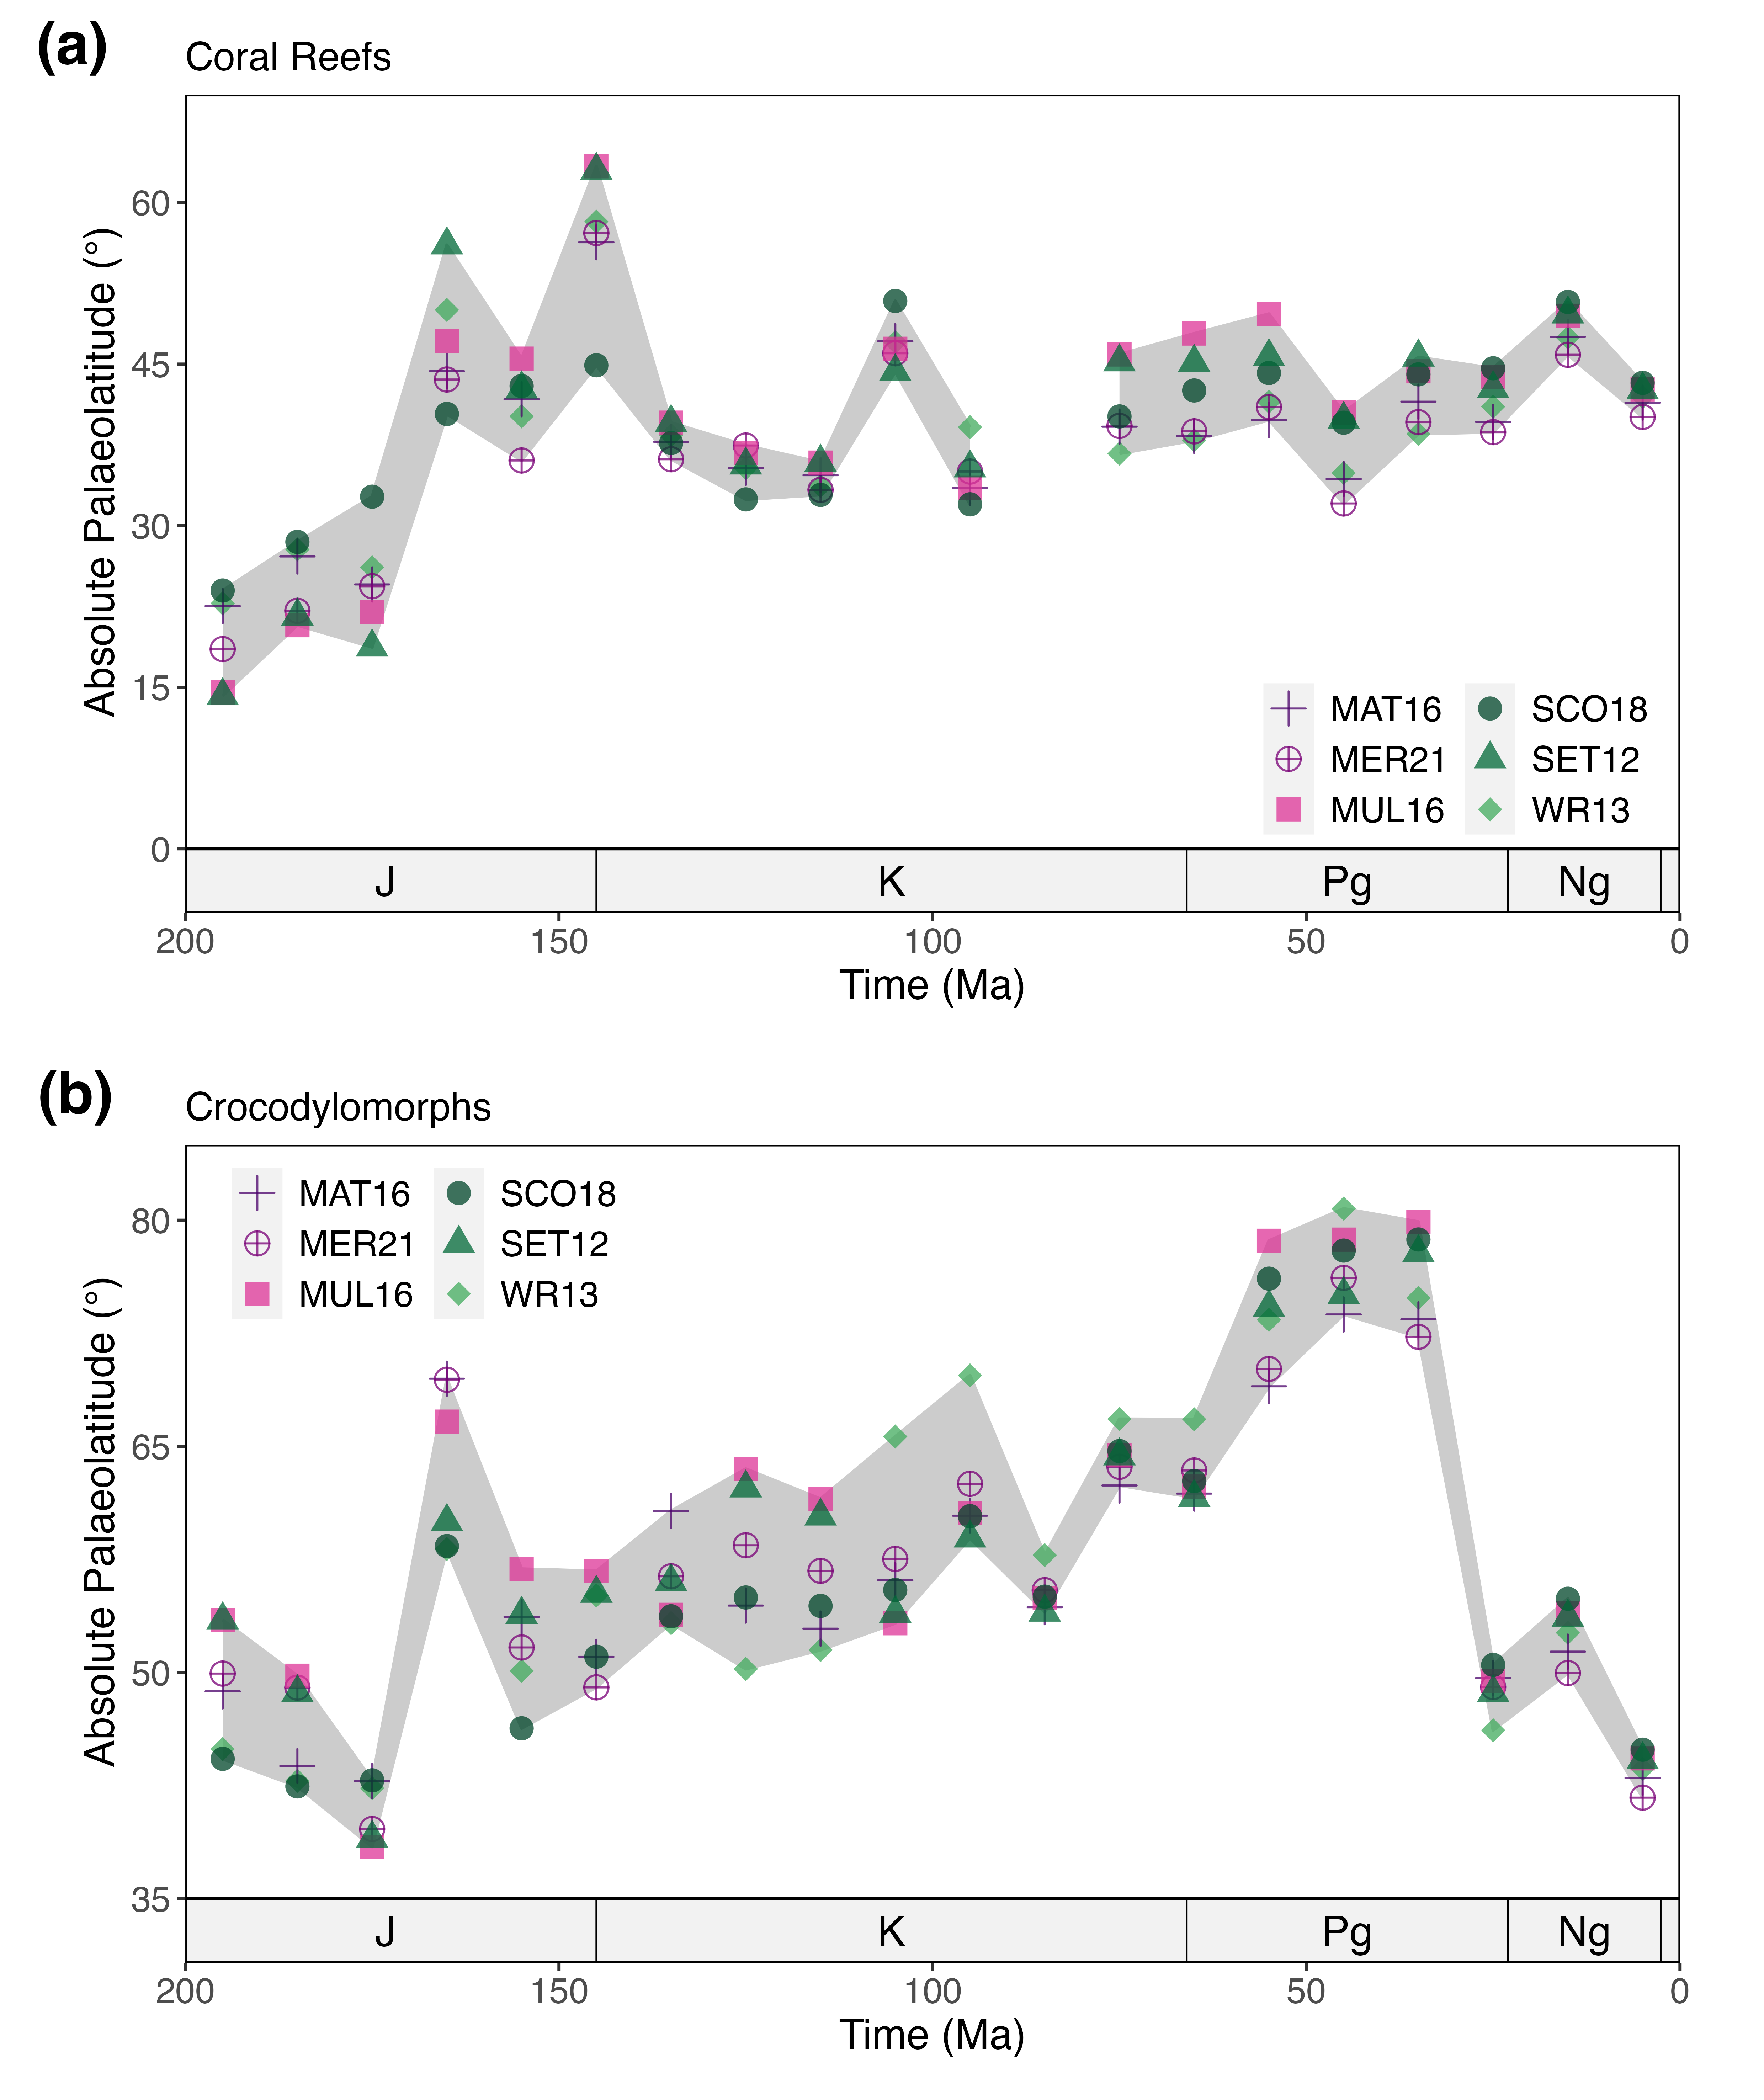 (a)
Coral Reefs
Absolute Palaeolatitude (°)
60
45
30
15
0
MAT16 SCO18
MER21 SET12
MUL16 WR13
J K Pg Ng
200 150 100 50 0
Time (Ma)
(b)
Crocodylomorphs
Absolute Palaeolatitude (°)
MAT16 SCO18
MER21 SET12
MUL16 WR13
80
65
50
35
J K Pg Ng
200 150 100 50 0
Time (Ma)